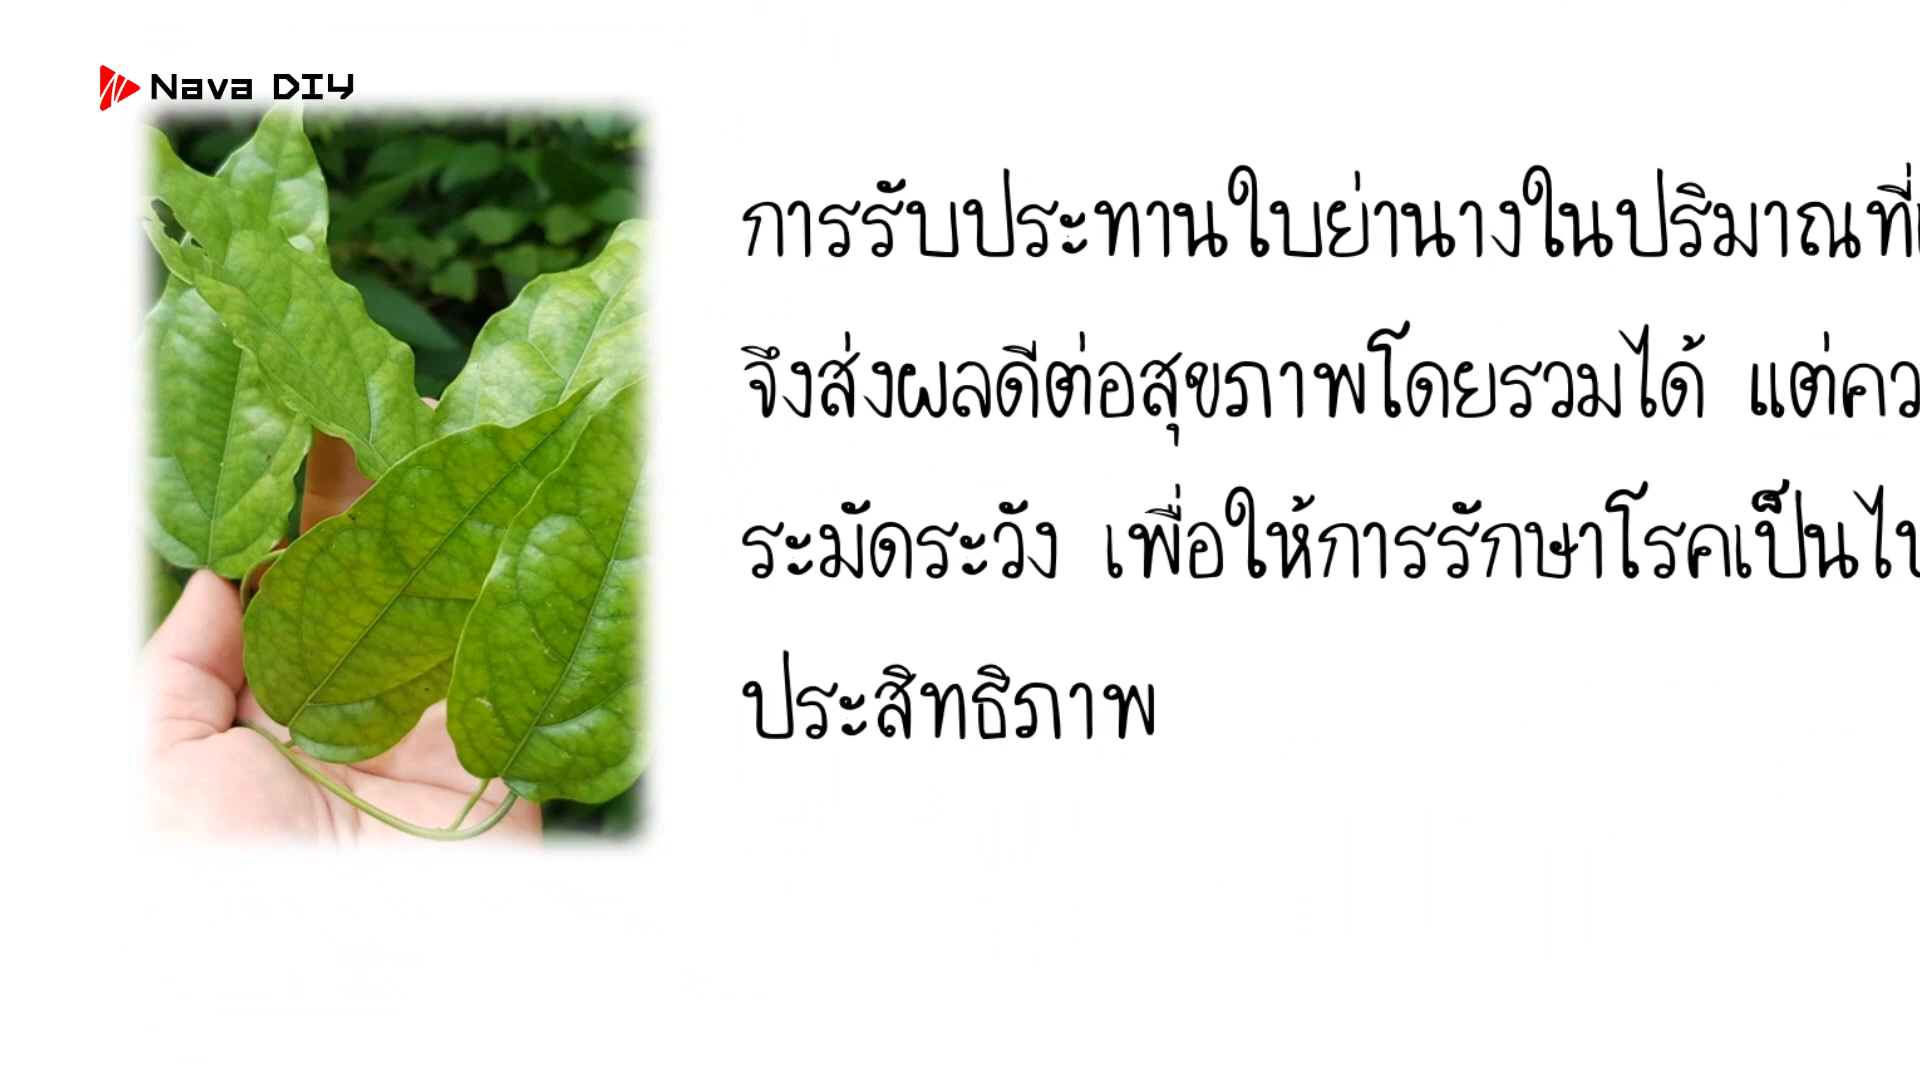 Nava DIY
การรับประทานใบย่านางในปริมาณที่
จึงส่งผลดีต่อสุขภาพโดยรวมได้ แต่คว
ระมัดระวัง เพื่อให้การรักษาโรคเป็นไป
ประสิทธิภาพ